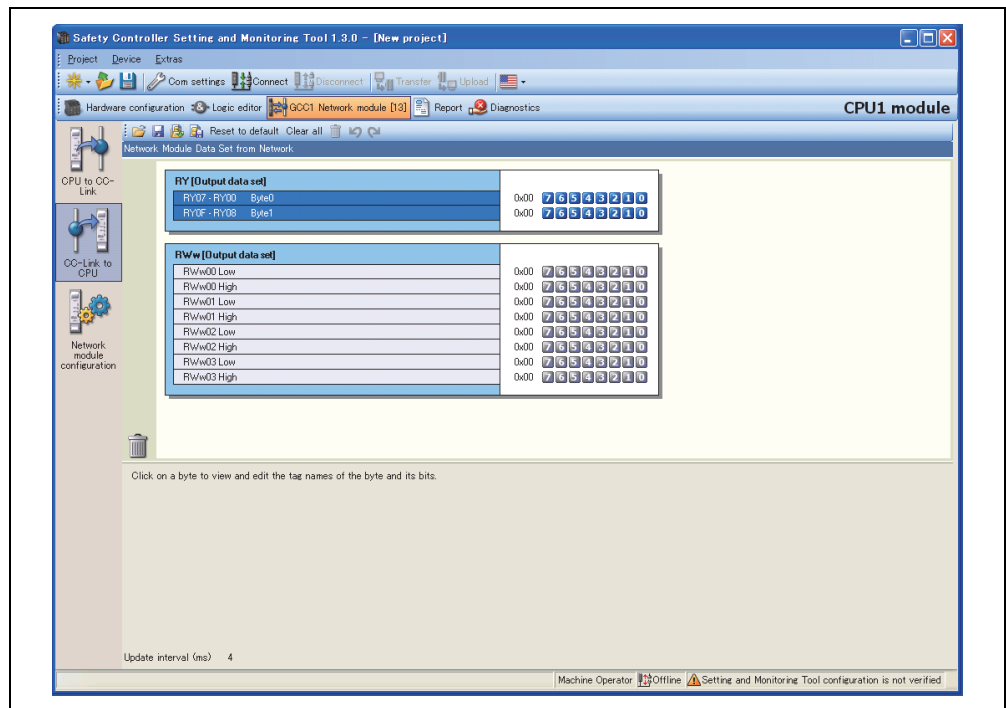 Safety Controller Setting and Monitoring Tool 1.3.0 - [New project]
Project Device Extras
Com settings Connect Disconnect Transfer Upload
Hardware configuration Logic editor GCC1 Network module [13] Report Diagnostics CPU1 module
Reset to default Clear all
Network Module Data Set from Network
CPU to CC-
Link
CC-Link to
CPU
Network
module
configuration
RY [Output data set]
RY07 - RY00 Byte0 0x00 7 6 5 4 3 2 1 0
RY0F - RY08 Byte1 0x00 7 6 5 4 3 2 1 0
RWw [Output data set]
RWw00 Low 0x00 7 6 5 4 3 2 1 0
RWw00 High 0x00 7 6 5 4 3 2 1 0
RWw01 Low 0x00 7 6 5 4 3 2 1 0
RWw01 High 0x00 7 6 5 4 3 2 1 0
RWw02 Low 0x00 7 6 5 4 3 2 1 0
RWw02 High 0x00 7 6 5 4 3 2 1 0
RWw03 Low 0x00 7 6 5 4 3 2 1 0
RWw03 High 0x00 7 6 5 4 3 2 1 0
Click on a byte to view and edit the tag names of the byte and its bits.
Update interval (ms) 4
Machine Operator Offline Setting and Monitoring Tool configuration is not verified